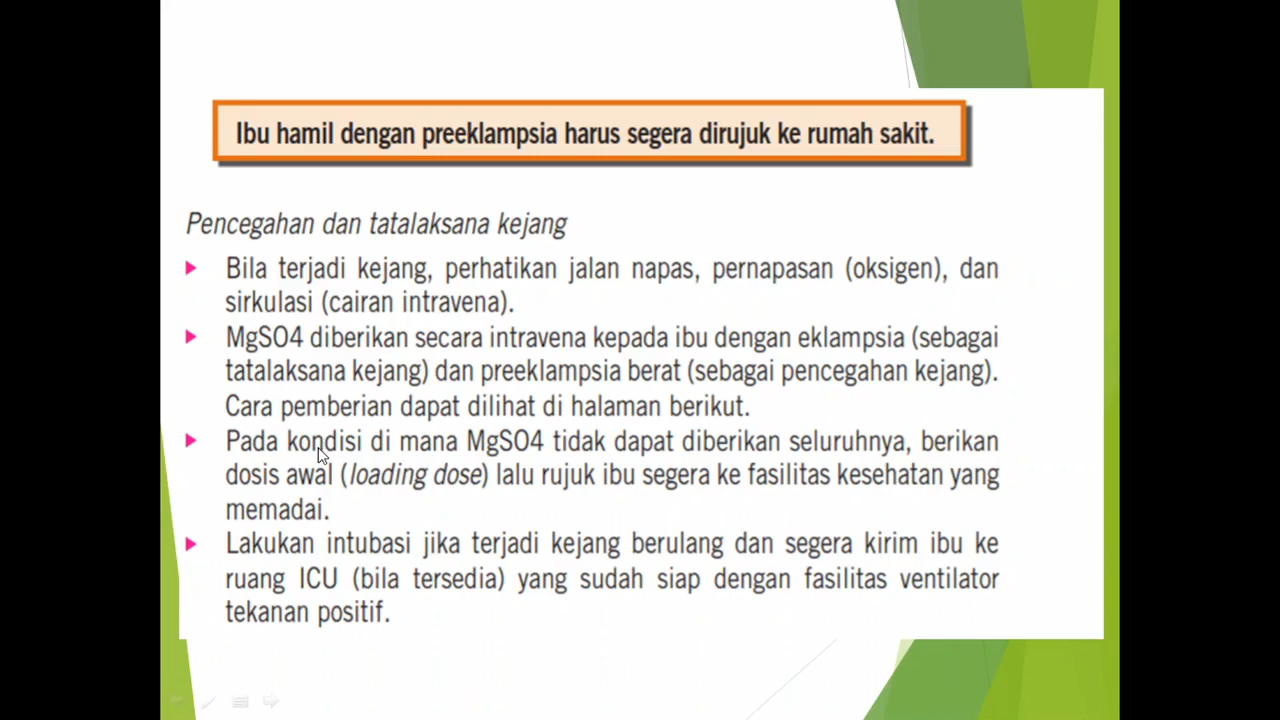 Ibu hamil dengan preeklampsia harus segera dirujuk ke rumah sakit.
Pencegahan dan tatalaksana kejang
Bila terjadi kejang, perhatikan jalan napas, pernapasan (oksigen), dan
sirkulasi (cairan intravena).
MgSO4 diberikan secara intravena kepada ibu dengan eklampsia (sebagai
tatalaksana kejang) dan preeklampsia berat (sebagai pencegahan kejang).
Cara pemberian dapat dilihat di halaman berikut.
Pada kondisi di mana MgSO4 tidak dapat diberikan seluruhnya, berikan
dosis awal (loading dose) lalu rujuk ibu segera ke fasilitas kesehatan yang
memadai.
Lakukan intubasi jika terjadi kejang berulang dan segera kirim ibu ke
ruang ICU (bila tersedia) yang sudah siap dengan fasilitas ventilator
tekanan positif.